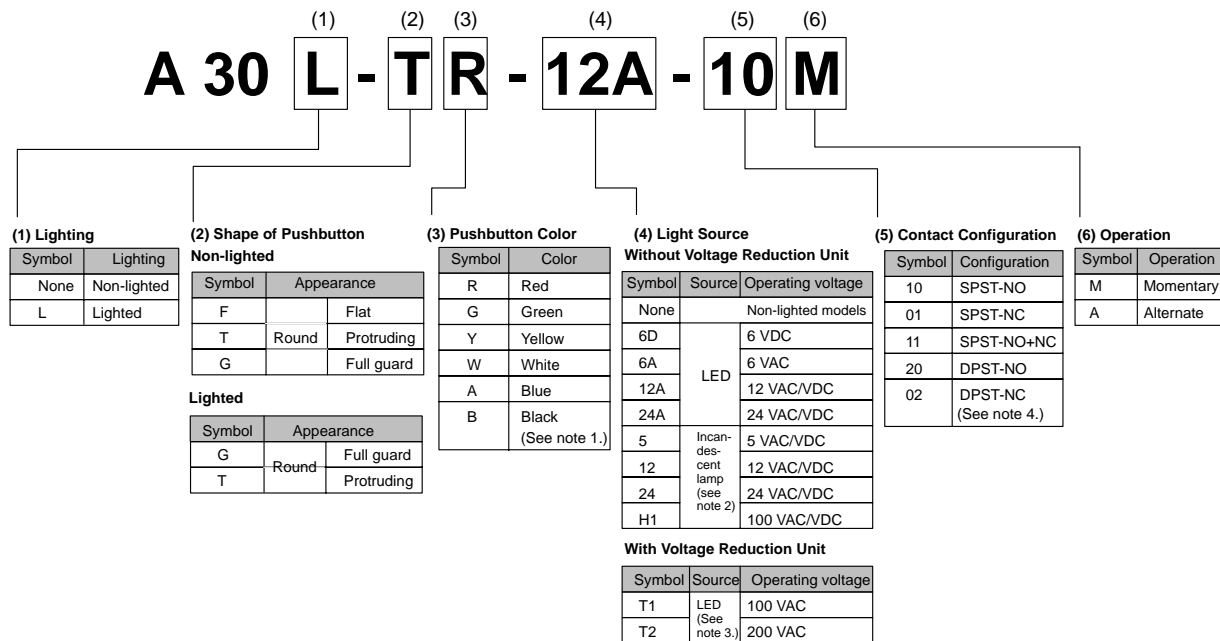 (1) (2) (3) (4) (5) (6)
A 30 L - T R - 12A - 10 M
(1) Lighting
Symbol Lighting
None Non-lighted
L Lighted
(2) Shape of Pushbutton
Non-lighted
Symbol Appearance
F Flat
T Round Protruding
G Full guard
Lighted
Symbol Appearance
G Round Full guard
T Protruding
(3) Pushbutton Color
Symbol Color
R Red
G Green
Y Yellow
W White
A Blue
B Black
(See note 1.)
(4) Light Source
Without Voltage Reduction Unit
Symbol Source Operating voltage
None Non-lighted models
6D LED 6 VDC
6A 6 VAC
12A 12 VAC/VDC
24A 24 VAC/VDC
5 Incan- 5 VAC/VDC
des-
12 cent 12 VAC/VDC
lamp
24 (see 24 VAC/VDC
note 2)
H1 100 VAC/VDC
With Voltage Reduction Unit
Symbol Source Operating voltage
T1 LED 100 VAC
(See
T2 note 3.) 200 VAC
(5) Contact Configuration
Symbol Configuration
10 SPST-NO
01 SPST-NC
11 SPST-NO+NC
20 DPST-NO
02 DPST-NC
(See note 4.)
(6) Operation
Symbol Operation
M Momentary
A Alternate